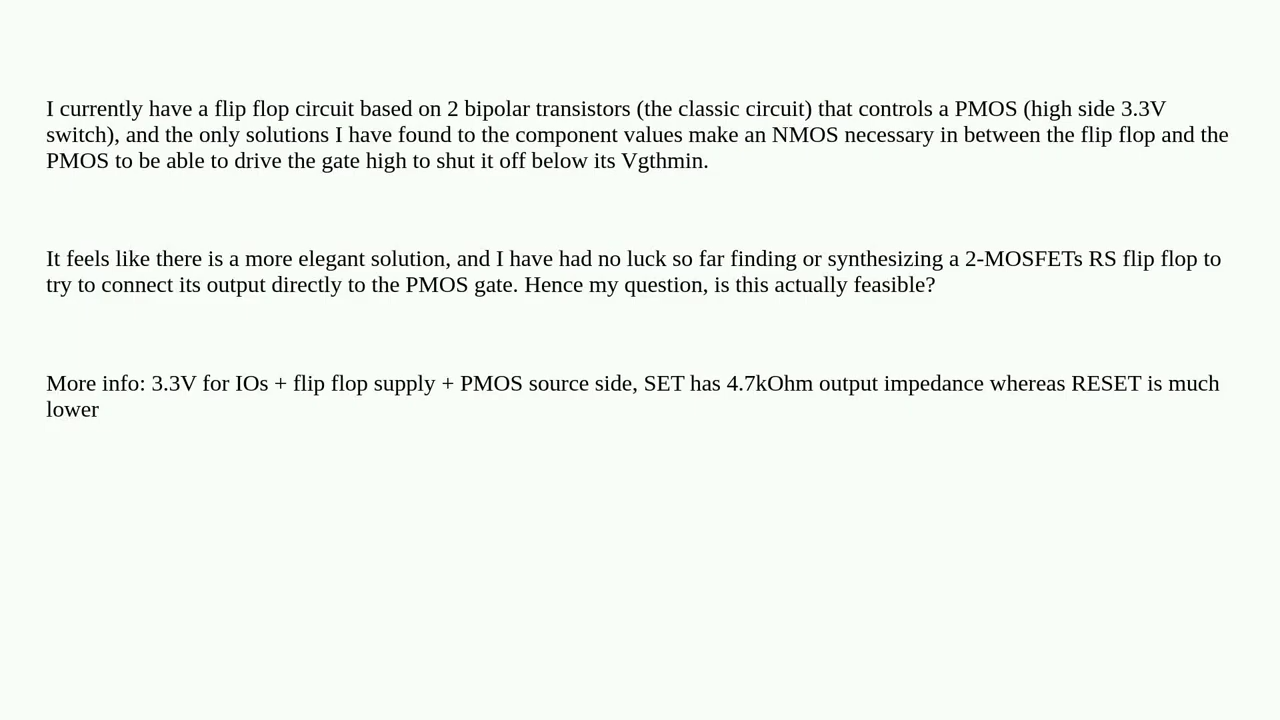 I currently have a flip flop circuit based on 2 bipolar transistors (the classic circuit) that controls a PMOS (high side 3.3V
switch), and the only solutions I have found to the component values make an NMOS necessary in between the flip flop and the
PMOS to be able to drive the gate high to shut it off below its Vgthmin.
It feels like there is a more elegant solution, and I have had no luck so far finding or synthesizing a 2-MOSFETs RS flip flop to
try to connect its output directly to the PMOS gate. Hence my question, is this actually feasible?
More info: 3.3V for IOs + flip flop supply + PMOS source side, SET has 4.7kOhm output impedance whereas RESET is much
lower